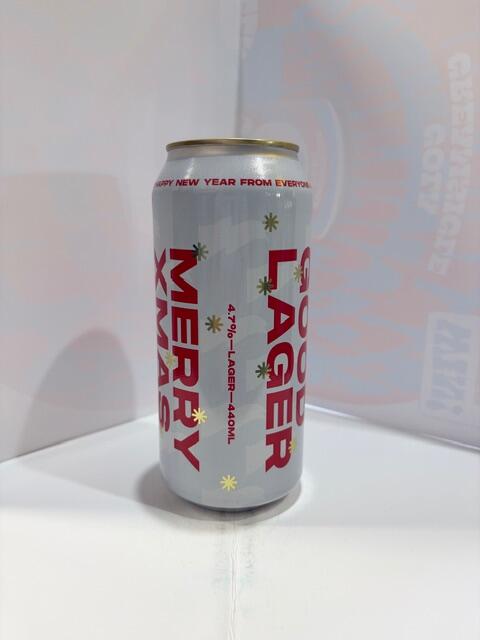 HAPPY NEW YEAR FROM EVERYONE
MERRY
XMAS
4.7%—LAGER—440ML
GOOD
LAGER